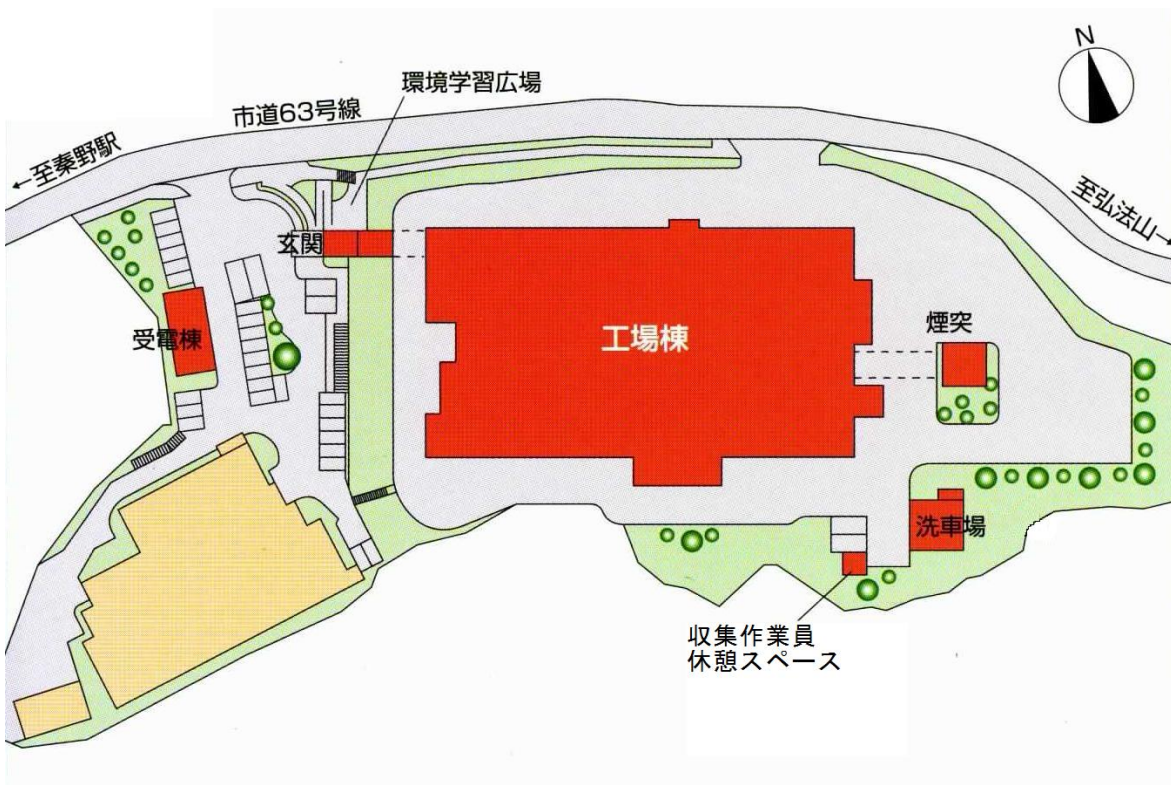 N
環境学習広場
市道63号線
←至秦野駅
至弘法山→
玄関
受電棟
工場棟
煙突
洗車場
収集作業員
休憩スペース